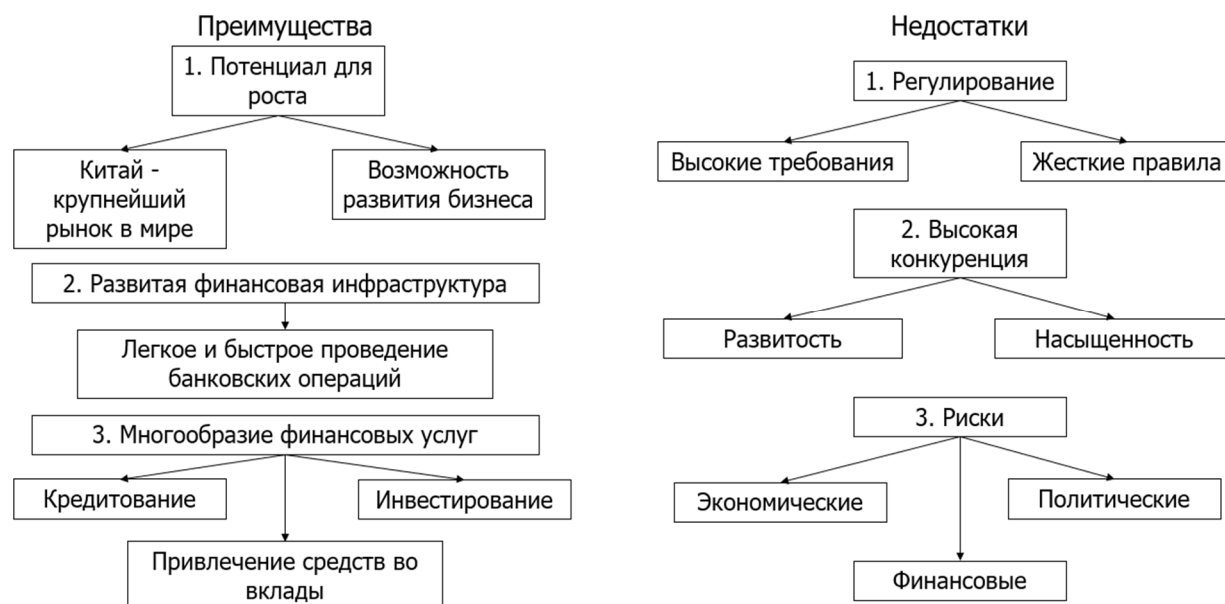 Преимущества
1. Потенциал для
роста
Китай -
крупнейший
рынок в мире
Возможность
развития бизнеса
2. Развитая финансовая инфраструктура
Легкое и быстрое проведение
банковских операций
3. Многообразие финансовых услуг
Кредитование
Инвестирование
Привлечение средств во
вклады
Недостатки
1. Регулирование
Высокие требования
Жесткие правила
2. Высокая
конкуренция
Развитость
Насыщенность
3. Риски
Экономические
Политические
Финансовые